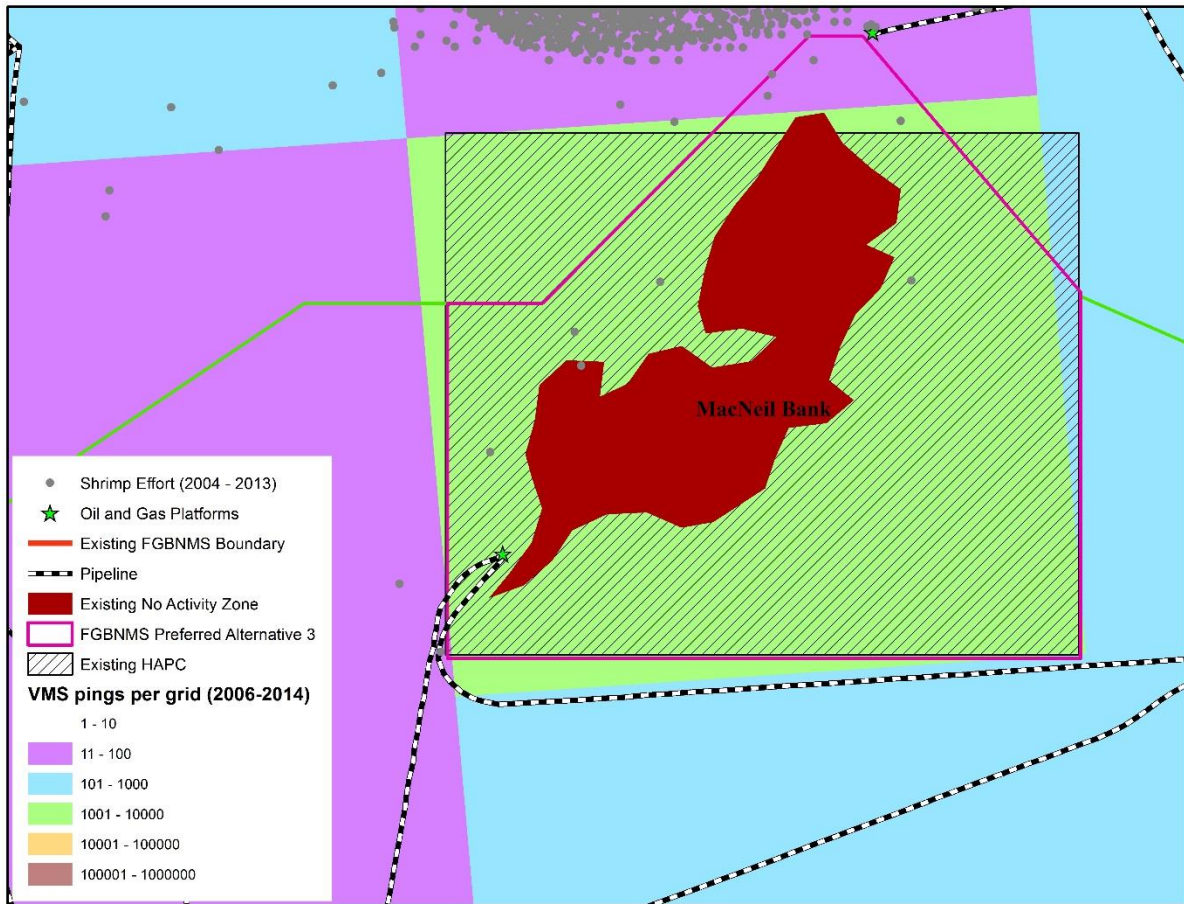 MacNeil Bank
Shrimp Effort (2004 - 2013)
Oil and Gas Platforms
Existing FGBNMS Boundary
Pipeline
Existing No Activity Zone
FGBNMS Preferred Alternative 3
Existing HAPC
VMS pings per grid (2006-2014)
1 - 10
11 - 100
101 - 1000
1001 - 10000
10001 - 100000
100001 - 1000000